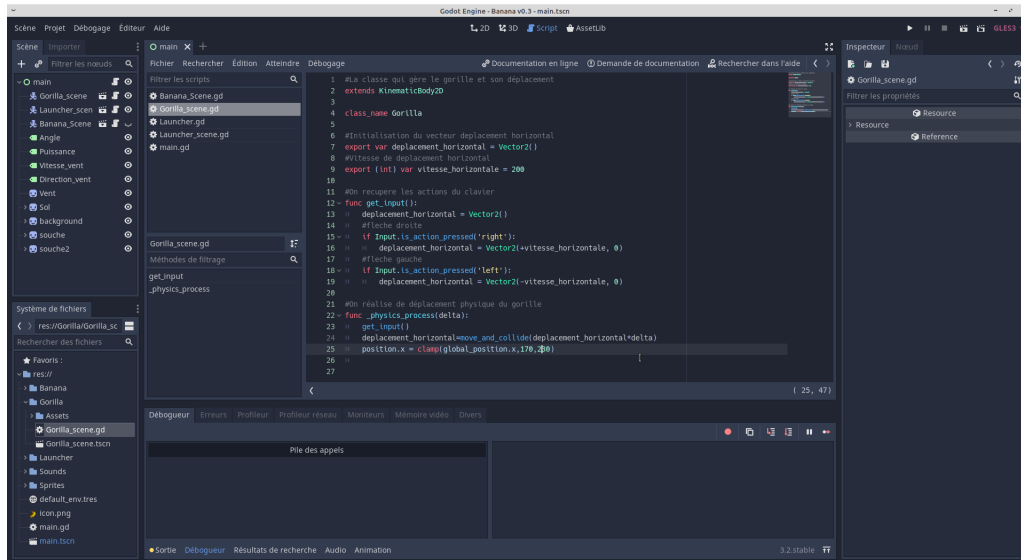 Godot Engine - Banana v0.3 - main.tscn
Scène Projet Débogage Éditeur Aide
2D 3D Script AssetLib
GLES3
Scène Importer
Filtrer les nœuds
main
Gorilla_scene
Launcher_scen
Banana_Scene
Angle
Puissance
Vitesse_vent
Direction_vent
Vent
Sol
background
souche
souche2
Système de fichiers
res://Gorilla/Gorilla_sc
Rechercher des fichiers
Favoris :
res://
Banana
Gorilla
Assets
Gorilla_scene.gd
Gorilla_scene.tscn
Launcher
Sounds
Sprites
default_env.tres
icon.png
main.gd
main.tscn
main
Fichier Rechercher Édition Atteindre Débogage
Documentation en ligne Demande de documentation Rechercher dans l'aide
Filtrer les scripts
Banana_Scene.gd
Gorilla_scene.gd
Launcher.gd
Launcher_scene.gd
main.gd
Gorilla_scene.gd
Méthodes de filtrage
get_input
_physics_process
1 #La classe qui gère le gorille et son déplacement
2 extends KinematicBody2D
3
4 class_name Gorilla
5
6 #Initialisation du vecteur deplacement horizontal
7 export var deplacement_horizontal = Vector2()
8 #Vitesse de deplacement horizontal
9 export (int) var vitesse_horizontale = 200
10
11 #On recupere les actions du clavier
12 func get_input():
13 deplacement_horizontal = Vector2()
14 #fleche droite
15 if Input.is_action_pressed('right'):
16 deplacement_horizontal = Vector2(+vitesse_horizontale, 0)
17 #fleche gauche
18 if Input.is_action_pressed('left'):
19 deplacement_horizontal = Vector2(-vitesse_horizontale, 0)
20
21 #On réalise de déplacement physique du gorille
22 func _physics_process(delta):
23 get_input()
24 deplacement_horizontal=move_and_collide(deplacement_horizontal*delta)
25 position.x = clamp(global_position.x,170,230)
26
27
( 25, 47)
Débogueur Erreurs Profileur Profileur réseau Moniteurs Mémoire vidéo Divers
Pile des appels
Sortie Débogueur Résultats de recherche Audio Animation
3.2.stable
Inspecteur Nœud
Gorilla_scene.gd
Filtrer les propriétés
Resource
Resource
Reference